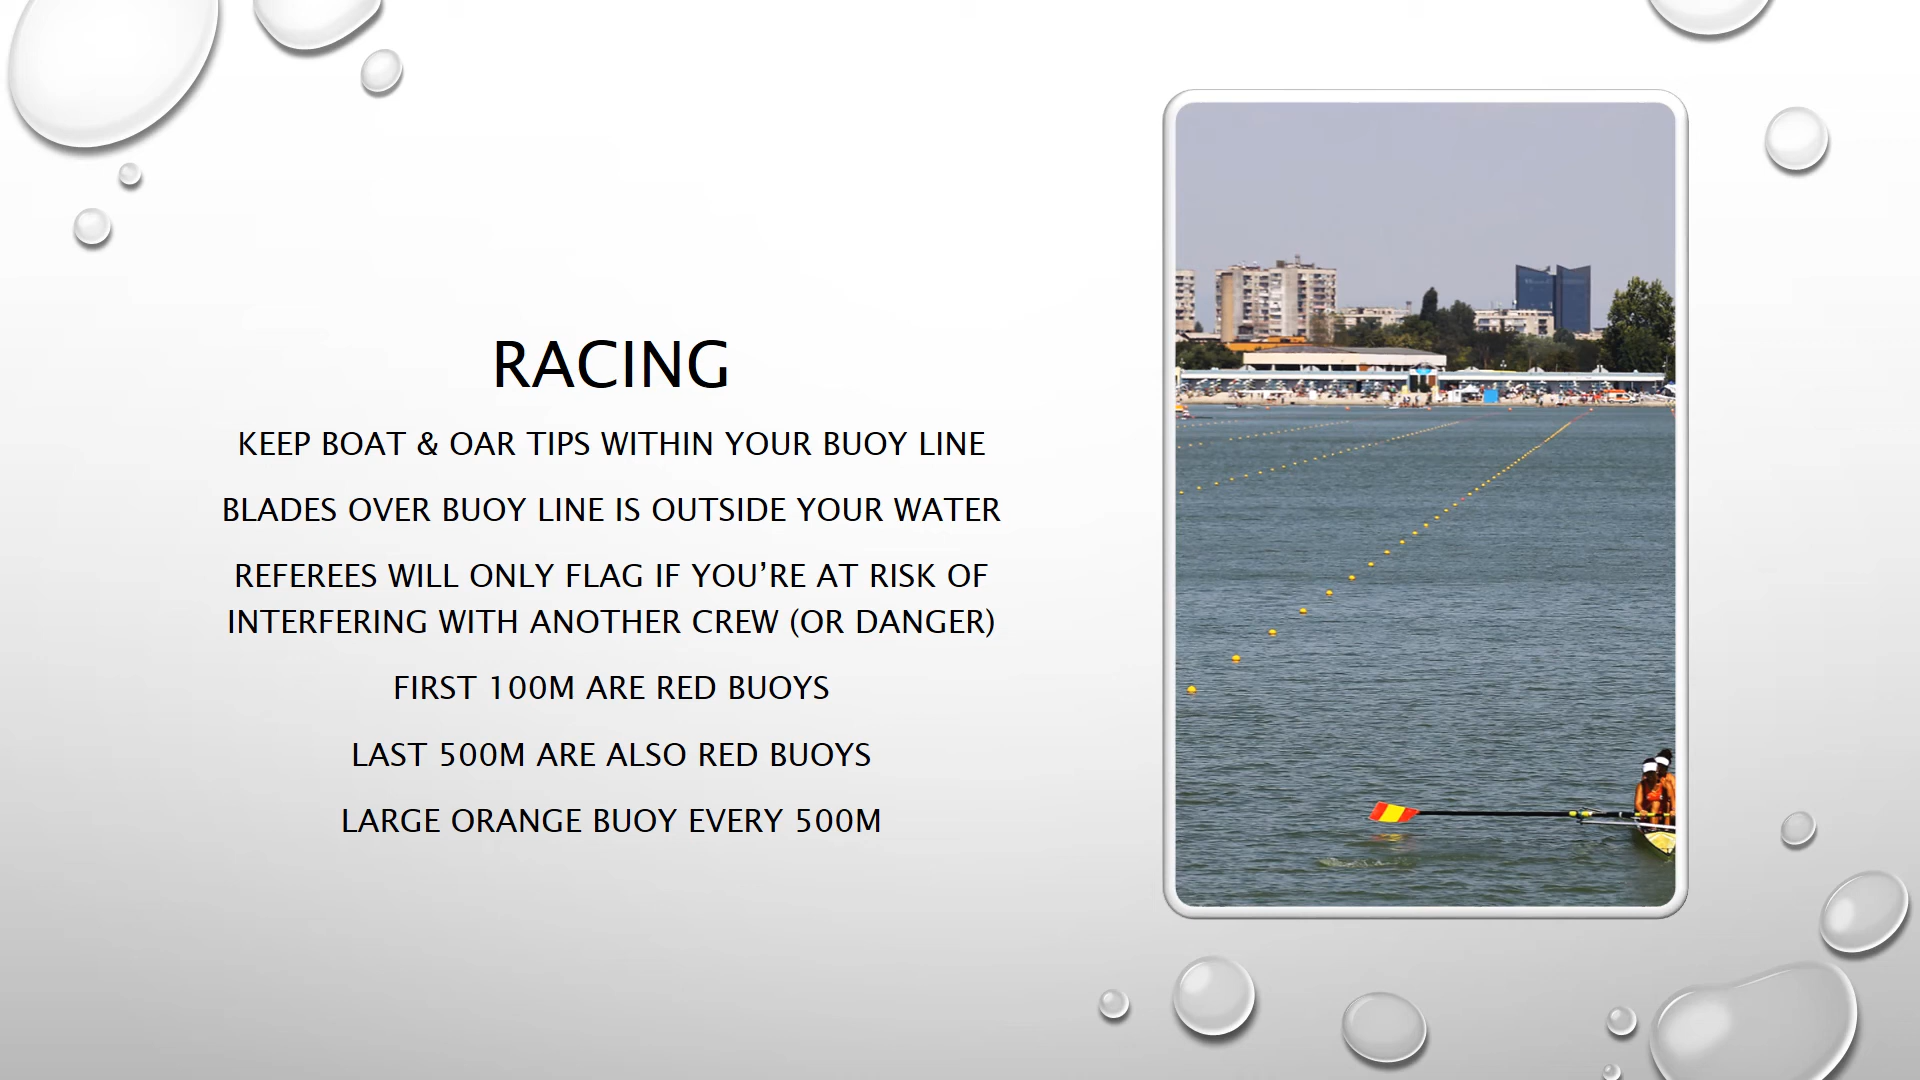 RACING
KEEP BOAT & OAR TIPS WITHIN YOUR BUOY LINE
BLADES OVER BUOY LINE IS OUTSIDE YOUR WATER
REFEREES WILL ONLY FLAG IF YOU’RE AT RISK OF
INTERFERING WITH ANOTHER CREW (OR DANGER)
FIRST 100M ARE RED BUOYS
LAST 500M ARE ALSO RED BUOYS
LARGE ORANGE BUOY EVERY 500M